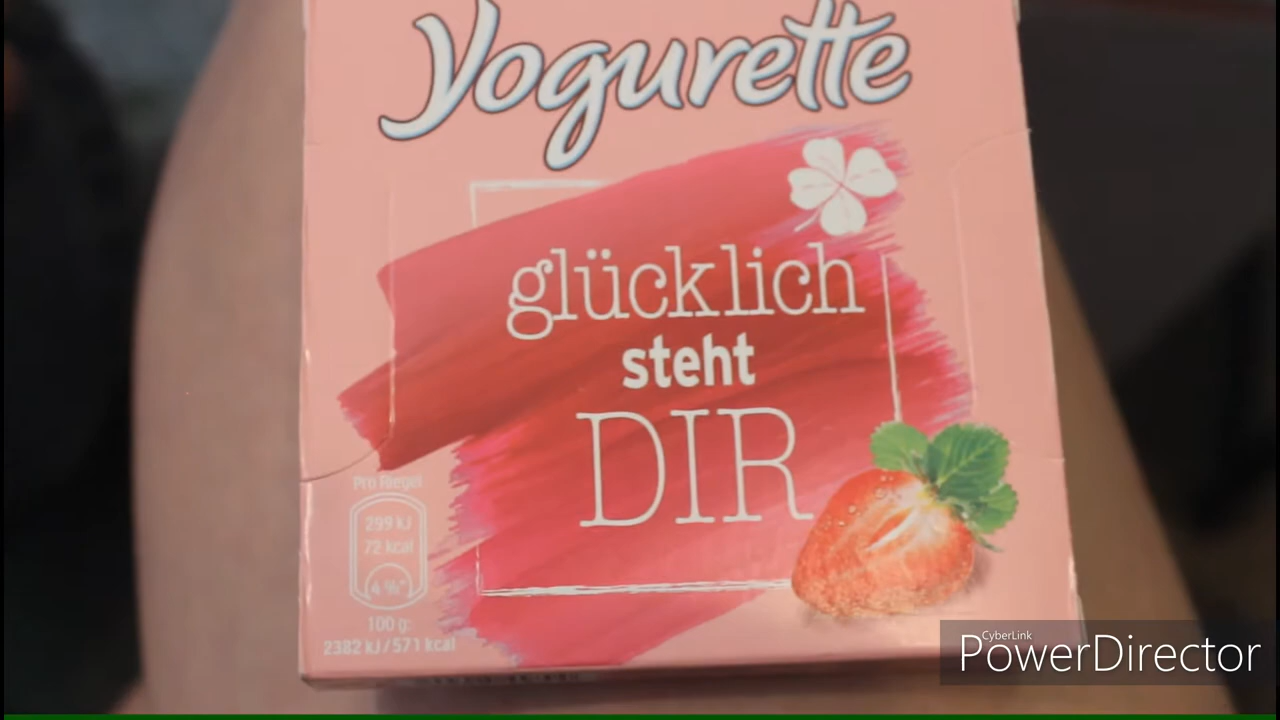 Yogurette
glücklich
steht
DIR
Pro Riegel
299 kJ
72 kcal
4 %*
100 g:
2382 kJ/571 kcal
CyberLink
PowerDirector